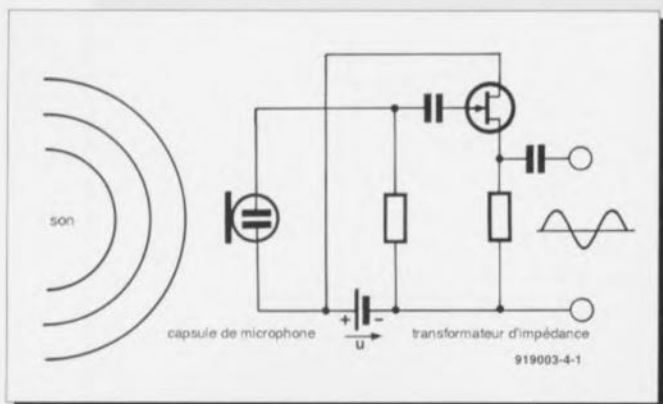 son
capsule de microphone
+ -
u
transformateur d'impédance
919003-4-1